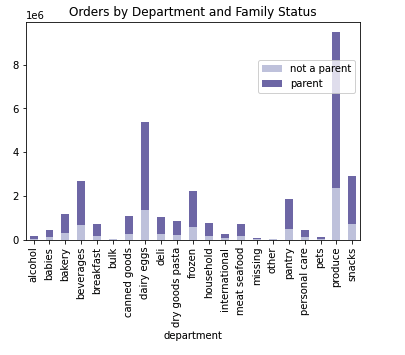 Orders by Department and Family Status
1e6
not a parent
parent
8
6
4
2
0
alcohol
babies
bakery
beverages
breakfast
bulk
canned goods
dairy eggs
deli
dry goods pasta
frozen
household
international
meat seafood
missing
other
pantry
personal care
pets
produce
snacks
department